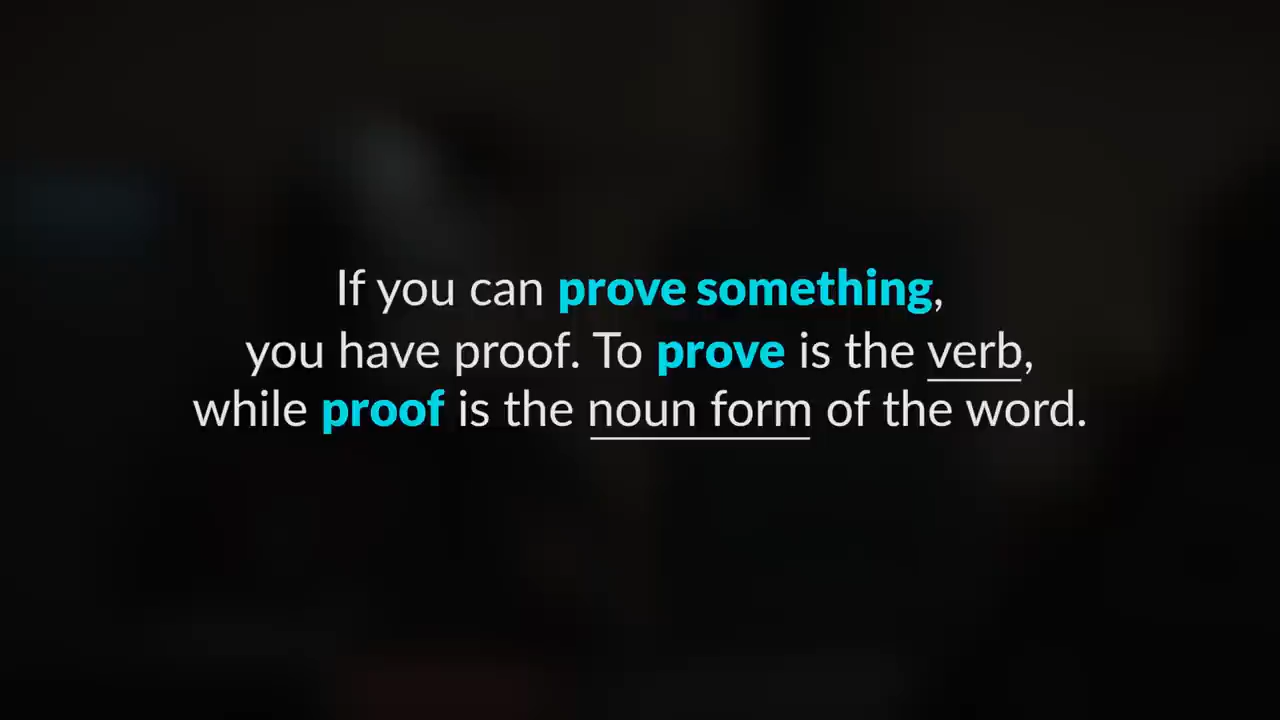 If you can prove something,
you have proof. To prove is the verb,
while proof is the noun form of the word.